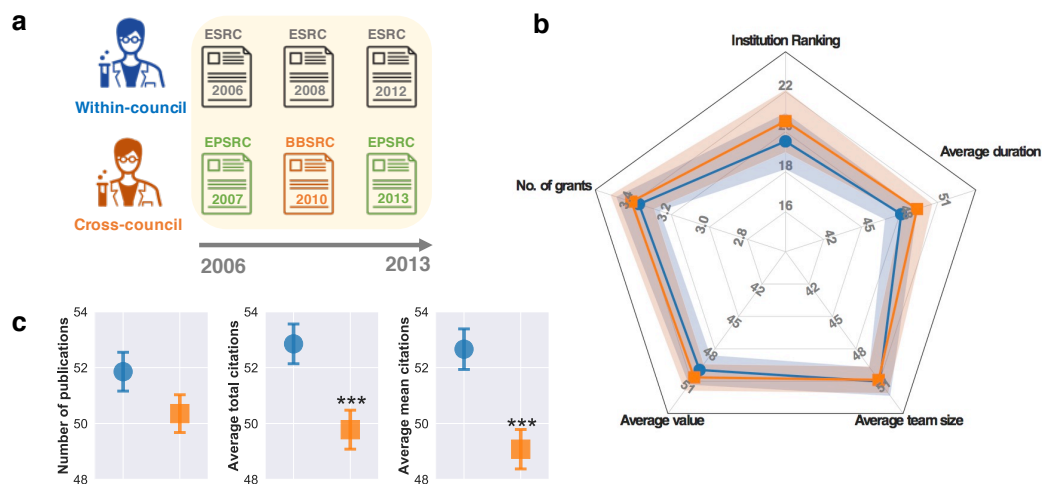 a
ESRC ESRC ESRC
2006 2008 2012
Within-council
EPSRC BBSRC EPSRC
2007 2010 2013
Cross-council
2006 2013
b
Institution Ranking
22
18
16
Average duration
51
45
42
No. of grants
3.4
3.2
3.0
2.8
42
45
48
51
Average value
42
45
48
51
Average team size
c
54
52
50
48
Number of publications
54
52
50
48
Average total citations
***
54
52
50
48
Average mean citations
***